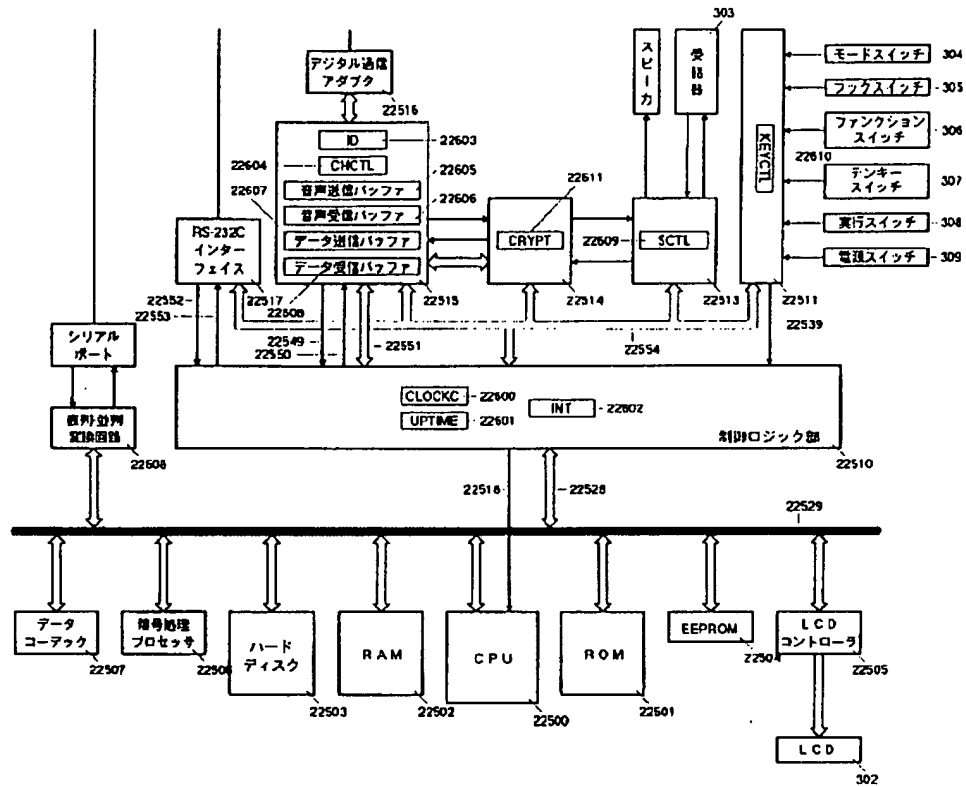 303
スピーカ
受話器
デジタル通信
アダプタ
22516
モードスイッチ
304
フックスイッチ
305
ファンクション
スイッチ
306
テンキー
スイッチ
307
実行スイッチ
308
電源スイッチ
309
KEYCTL
22610
22511
22539
ID
22603
22604
CHCTL
22605
22607
音声送信バッファ
22606
音声受信バッファ
データ送信バッファ
データ受信バッファ
22608
22515
22611
CRYPT
22514
22609
SCTL
22513
RS-232C
インター
フェイス
22517
22552
22553
22549
22550
22551
22554
シリアル
ポート
直列-並列
変換回路
22508
CLOCKC
22600
UPTIME
22601
INT
22602
制御ロジック部
22510
22518
22528
22529
データ
コーデック
22507
信号処理
プロセッサ
22506
ハード
ディスク
22503
RAM
22502
CPU
22500
ROM
22501
EEPROM
22504
LCD
コントローラ
22505
LCD
302